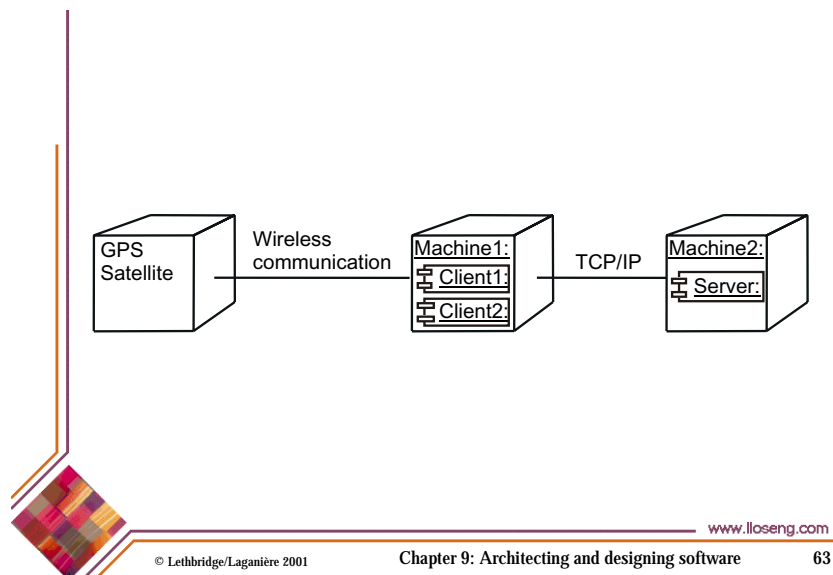 GPS
Satellite
Wireless
communication
Machine1:
Client1:
Client2:
TCP/IP
Machine2:
Server:
www.lloseng.com
© Lethbridge/Laganière 2001
Chapter 9: Architecting and designing software
63